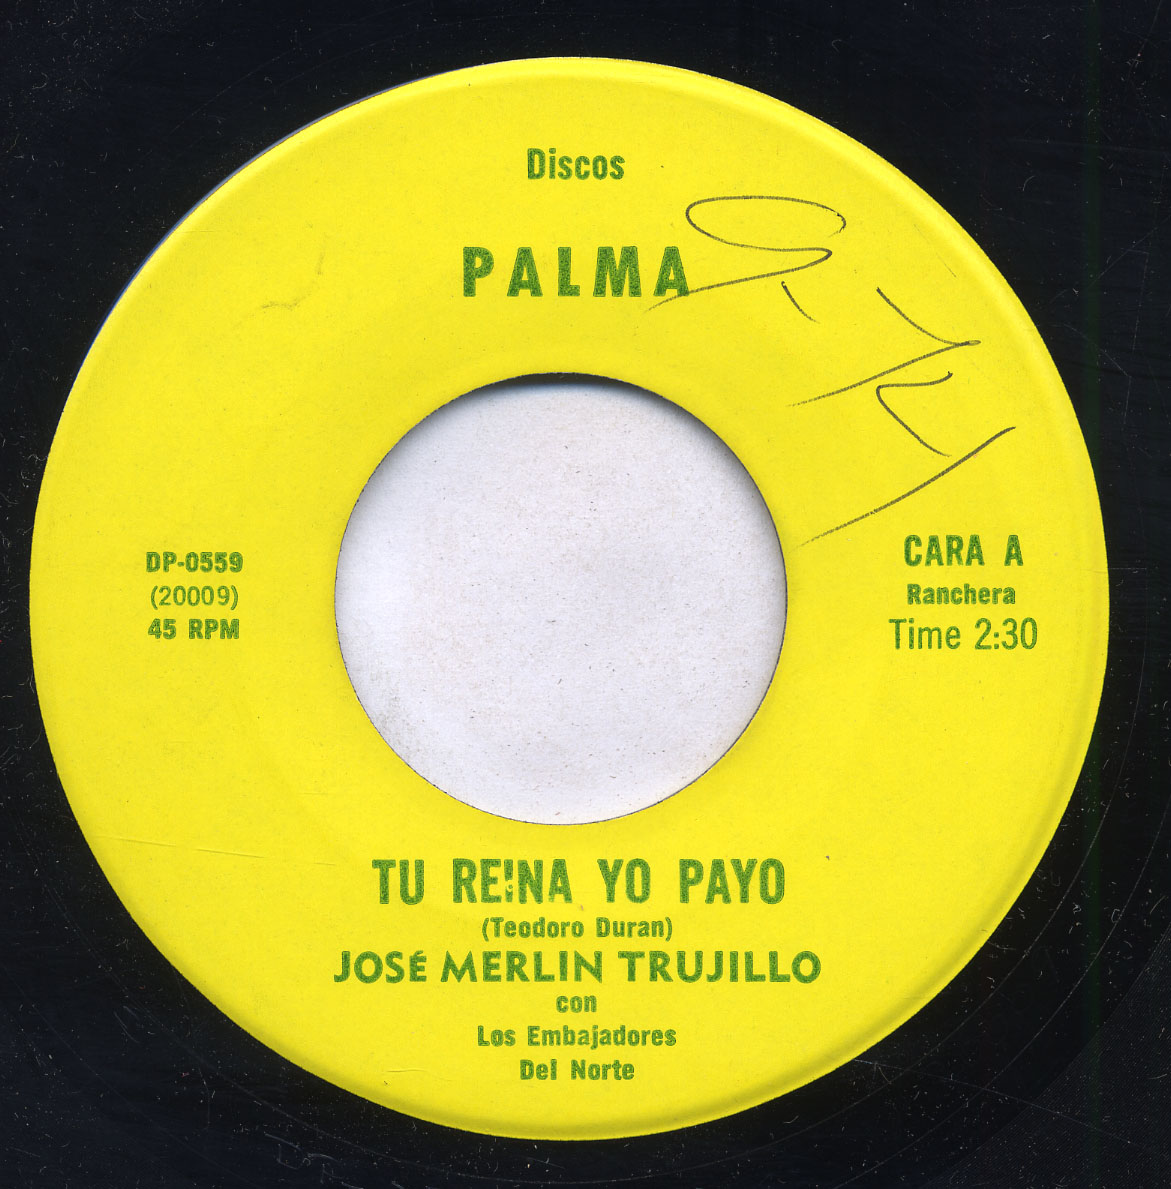 Discos
PALMA
DP-0559
(20009)
45 RPM
CARA A
Ranchera
Time 2:30
TU REINA YO PAYO
(Teodoro Duran)
JOSÉ MERLIN TRUJILLO
con
Los Embajadores
Del Norte